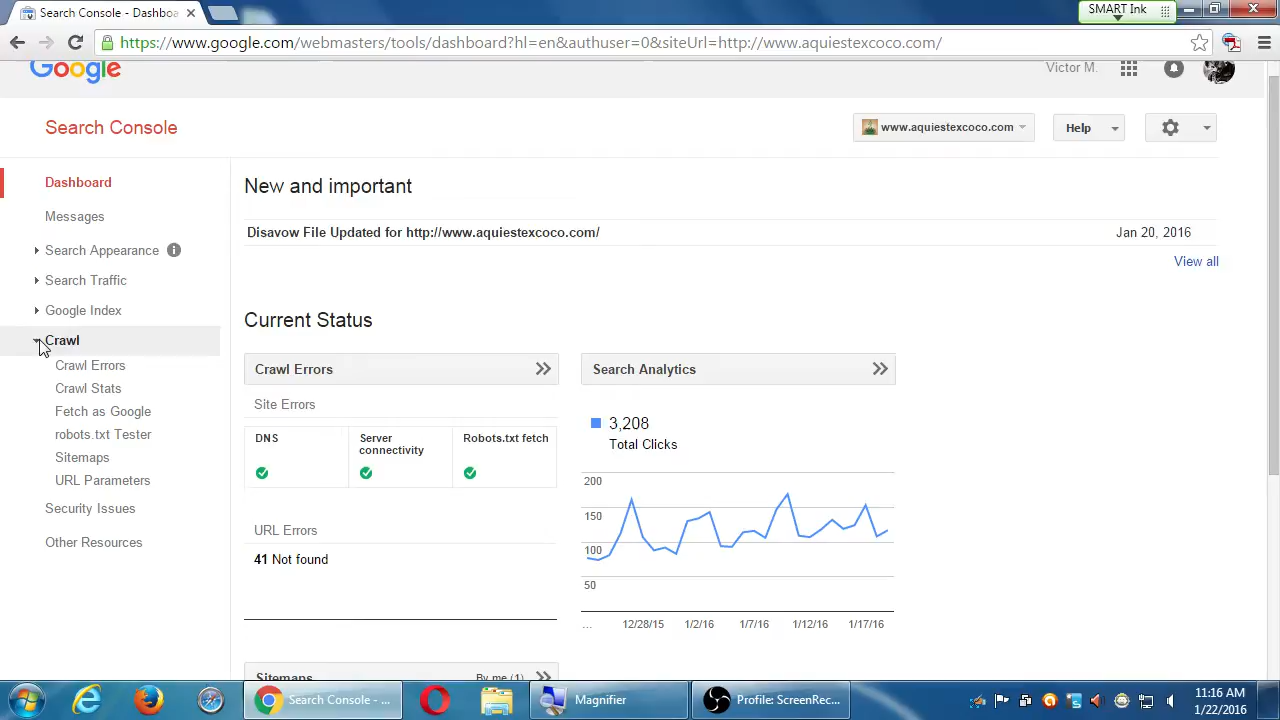 Search Console - Dashboa
SMART Ink
https://www.google.com/webmasters/tools/dashboard?hl=en&authuser=0&siteUrl=http://www.aquiestexcoco.com/
Google
Victor M.
Search Console
www.aquiestexcoco.com
Help
Dashboard
Messages
Search Appearance
Search Traffic
Google Index
Crawl
Crawl Errors
Crawl Stats
Fetch as Google
robots.txt Tester
Sitemaps
URL Parameters
Security Issues
Other Resources
New and important
Disavow File Updated for http://www.aquiestexcoco.com/
Jan 20, 2016
View all
Current Status
Crawl Errors
Site Errors
DNS
Server
connectivity
Robots.txt fetch
URL Errors
41 Not found
Search Analytics
3,208
Total Clicks
200
150
100
50
...
12/28/15
1/2/16
1/7/16
1/12/16
1/17/16
Sitemaps
By me (1)
Search Console - ...
Magnifier
Profile: ScreenRec...
11:16 AM
1/22/2016